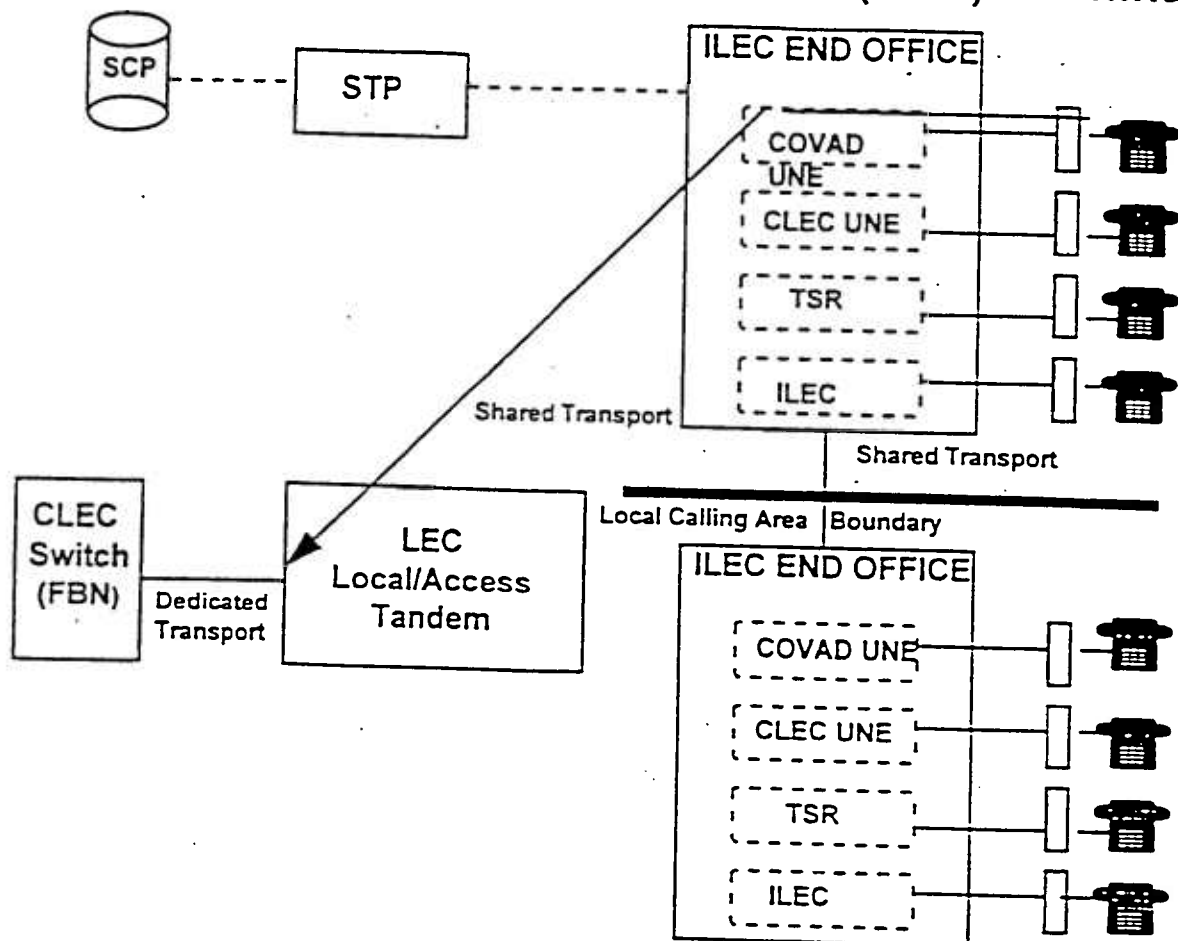 ILEC END OFFICE
SCP
STP
COVAD
UNE
CLEC UNE
TSR
ILEC
Shared Transport
Shared Transport
Local Calling Area Boundary
CLEC
Switch
(FBN)
Dedicated
Transport
LEC
Local/Access
Tandem
ILEC END OFFICE
COVAD UNE
CLEC UNE
TSR
ILEC